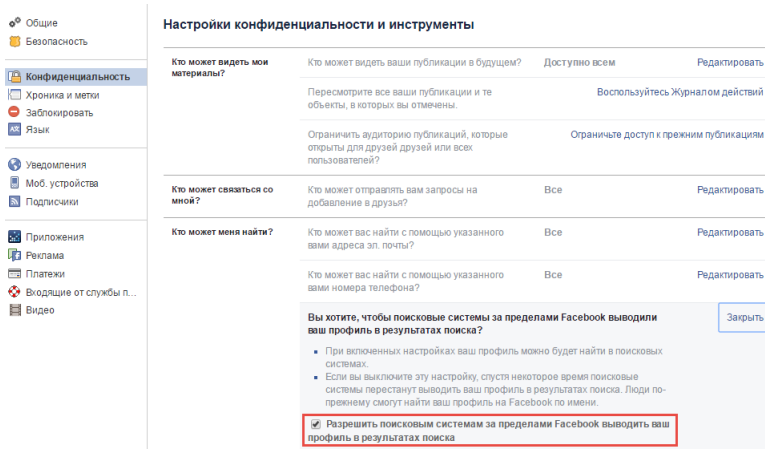 Общие
Безопасность
Конфиденциальность
Хроника и метки
Заблокировать
Язык
Уведомления
Моб. устройства
Подписчики
Приложения
Реклама
Платежи
Входящие от службы п...
Видео
Настройки конфиденциальности и инструменты
Кто может видеть мои
материалы?
Кто может видеть ваши публикации в будущем?
Доступно всем
Редактировать
Пересмотрите все ваши публикации и те
объекты, в которых вы отмечены.
Воспользуйтесь Журналом действий
Ограничить аудиторию публикаций, которые
открыты для друзей друзей или всех
пользователей?
Ограничьте доступ к прежним публикациям
Кто может связаться со
мной?
Кто может отправлять вам запросы на
добавление в друзья?
Все
Редактировать
Кто может меня найти?
Кто может вас найти с помощью указанного
вами адреса эл. почты?
Все
Редактировать
Кто может вас найти с помощью указанного
вами номера телефона?
Все
Редактировать
Вы хотите, чтобы поисковые системы за пределами Facebook выводили
ваш профиль в результатах поиска?
Закрыть
При включенных настройках ваш профиль можно будет найти в поисковых
системах.
Если вы выключите эту настройку, спустя некоторое время поисковые
системы перестанут выводить ваш профиль в результатах поиска. Люди по-
прежнему смогут найти ваш профиль на Facebook по имени.
Разрешить поисковым системам за пределами Facebook выводить ваш
профиль в результатах поиска